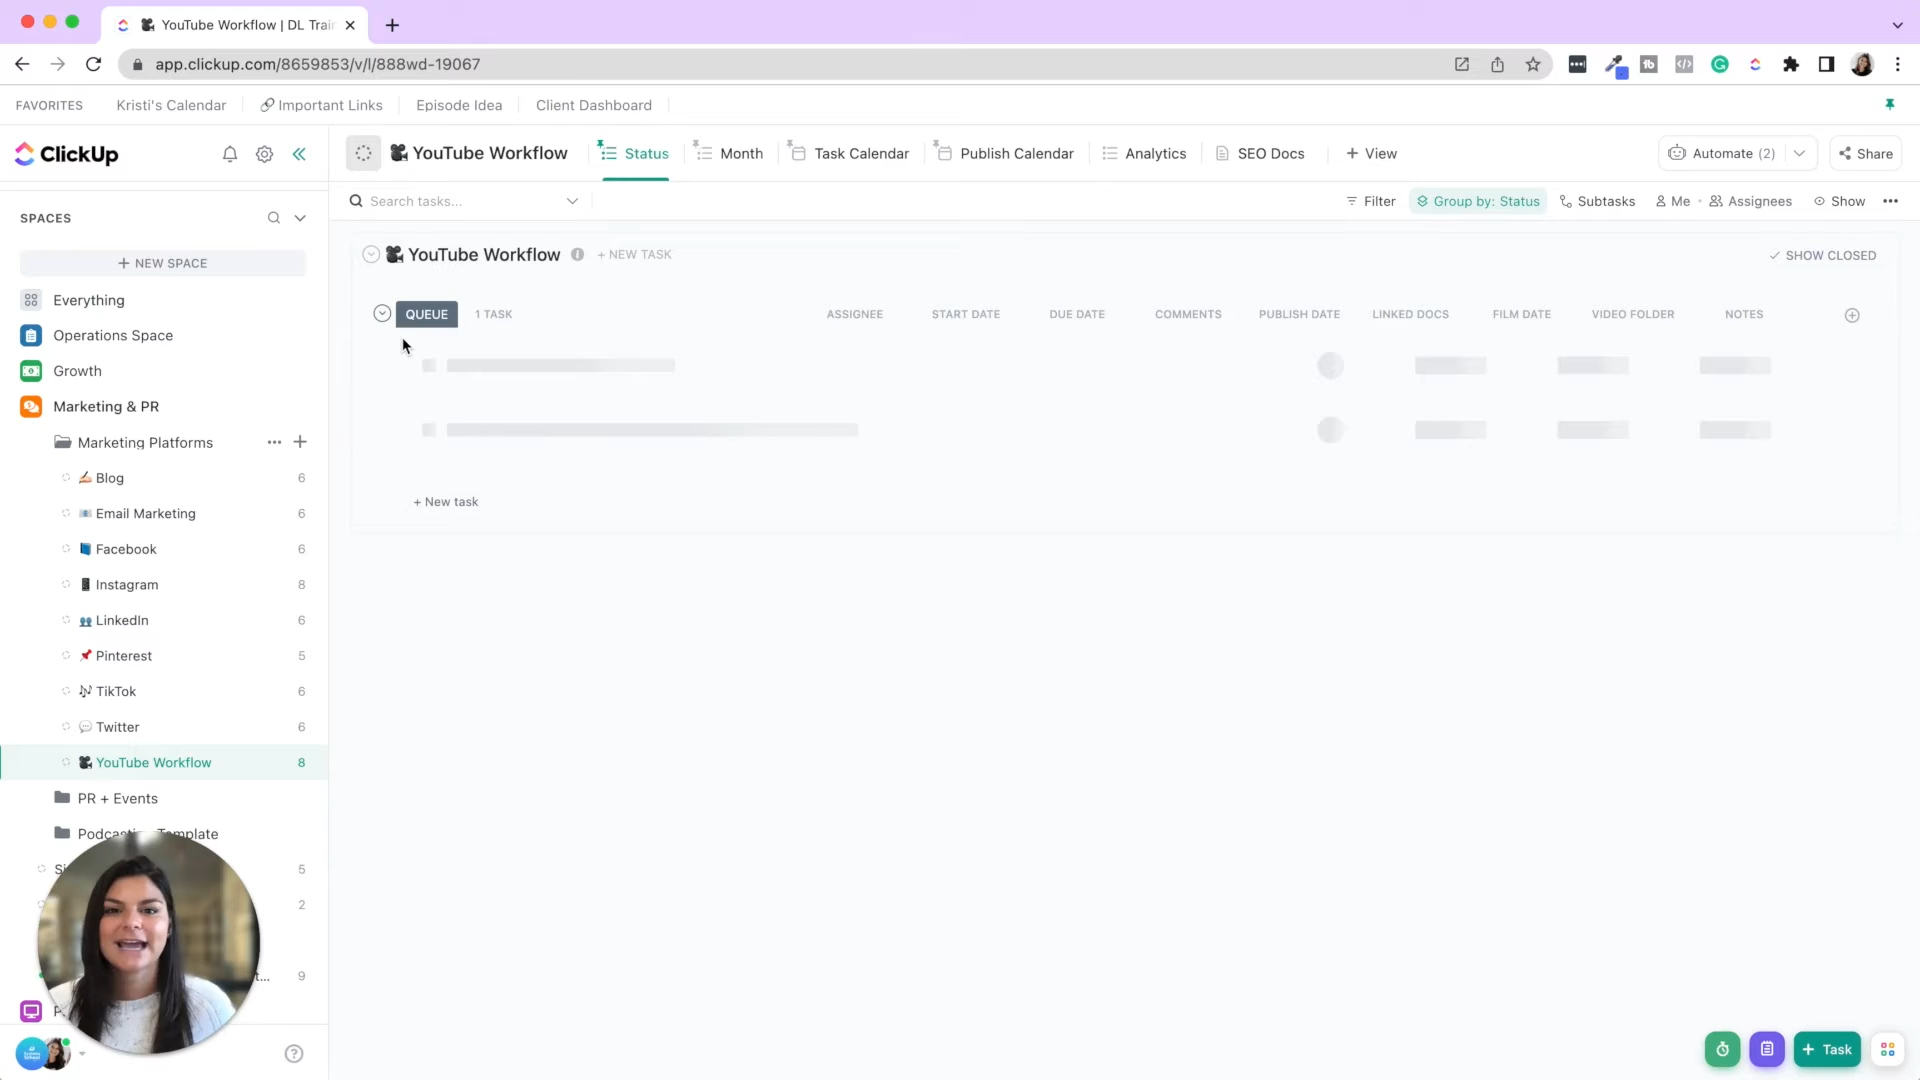 YouTube Workflow | DL Trai
app.clickup.com/8659853/v/l/888wd-19067
FAVORITES
Kristi's Calendar
Important Links
Episode Idea
Client Dashboard
ClickUp
YouTube Workflow
Status
Month
Task Calendar
Publish Calendar
Analytics
SEO Docs
+ View
Automate (2)
Share
Search tasks...
Filter
Group by: Status
Subtasks
Me
Assignees
Show
SPACES
+ NEW SPACE
Everything
Operations Space
Growth
Marketing & PR
Marketing Platforms
Blog 6
Email Marketing 6
Facebook 6
Instagram 8
LinkedIn 6
Pinterest 5
TikTok 6
Twitter 6
YouTube Workflow 8
PR + Events
Podcasting Template
5
2
t... 9
YouTube Workflow
+ NEW TASK
SHOW CLOSED
QUEUE
1 TASK
ASSIGNEE
START DATE
DUE DATE
COMMENTS
PUBLISH DATE
LINKED DOCS
FILM DATE
VIDEO FOLDER
NOTES
+ New task
+ Task